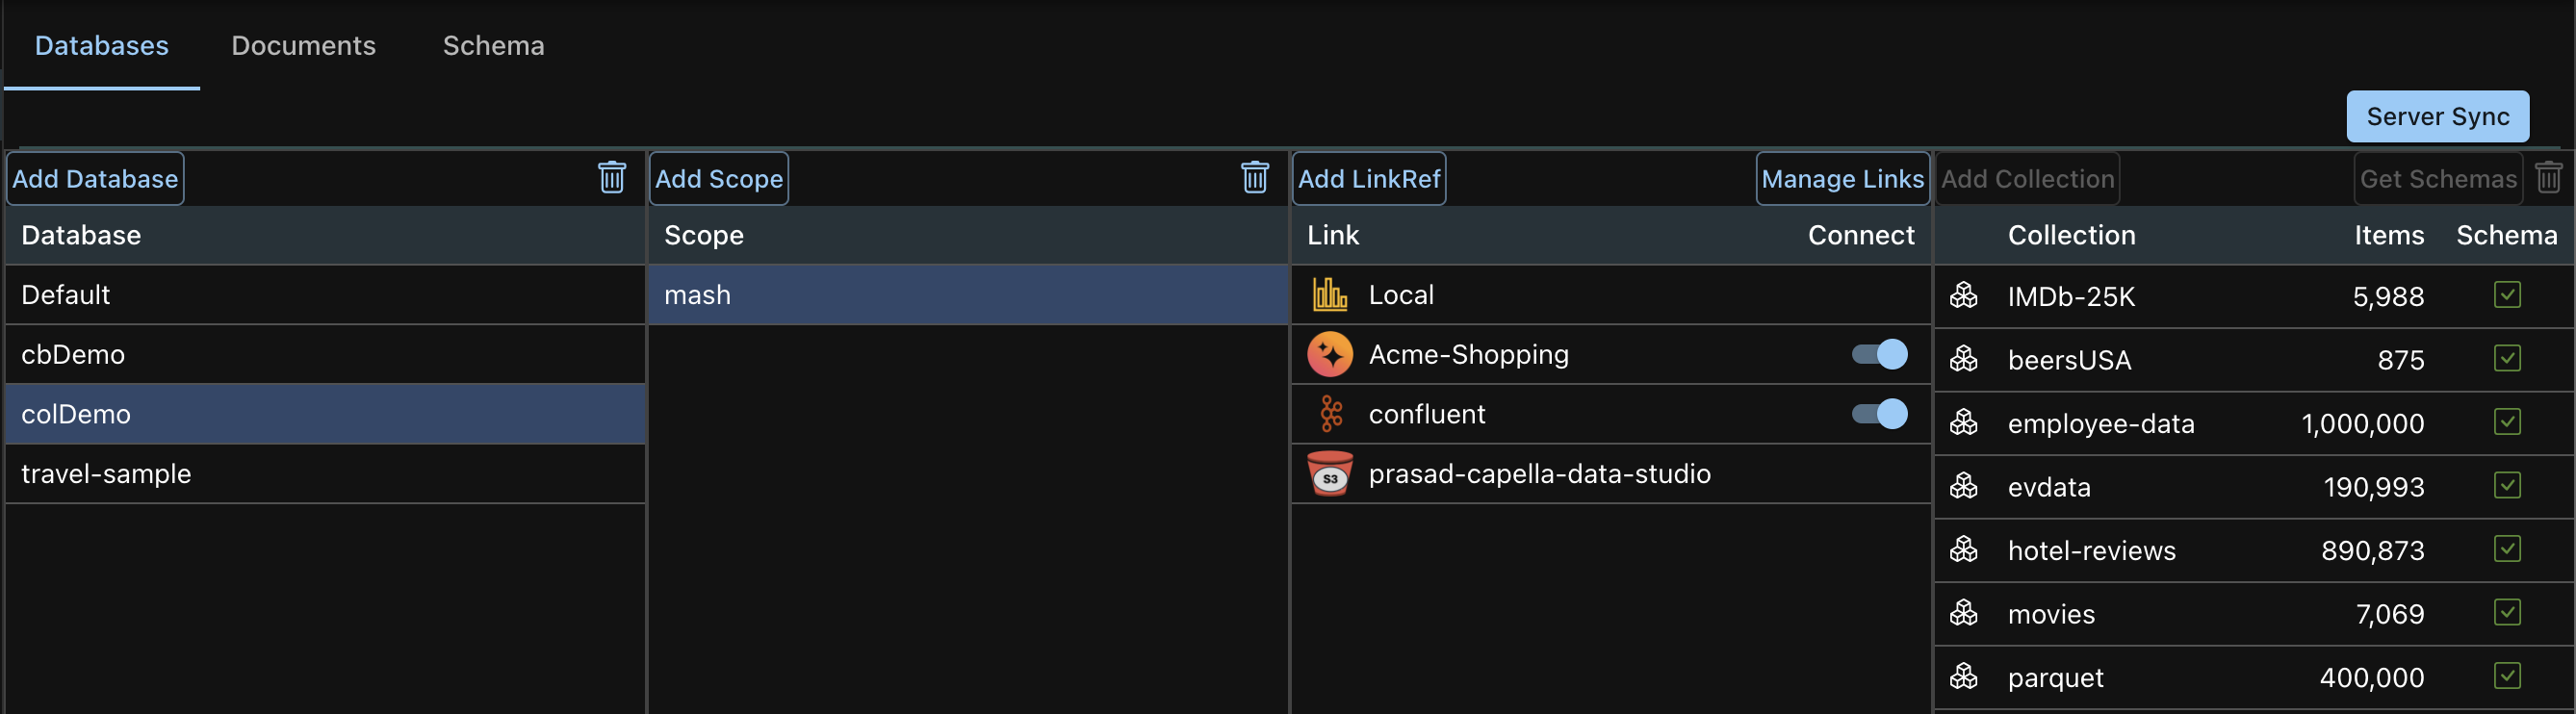 Databases Documents Schema
Server Sync
Add Database Add Scope Add LinkRef Manage Links Add Collection Get Schemas
Database Scope Link Connect Collection Items Schema
Default mash Local IMDb-25K 5,988
cbDemo Acme-Shopping beersUSA 875
colDemo confluent employee-data 1,000,000
travel-sample S3 prasad-capella-data-studio evdata 190,993
hotel-reviews 890,873
movies 7,069
parquet 400,000